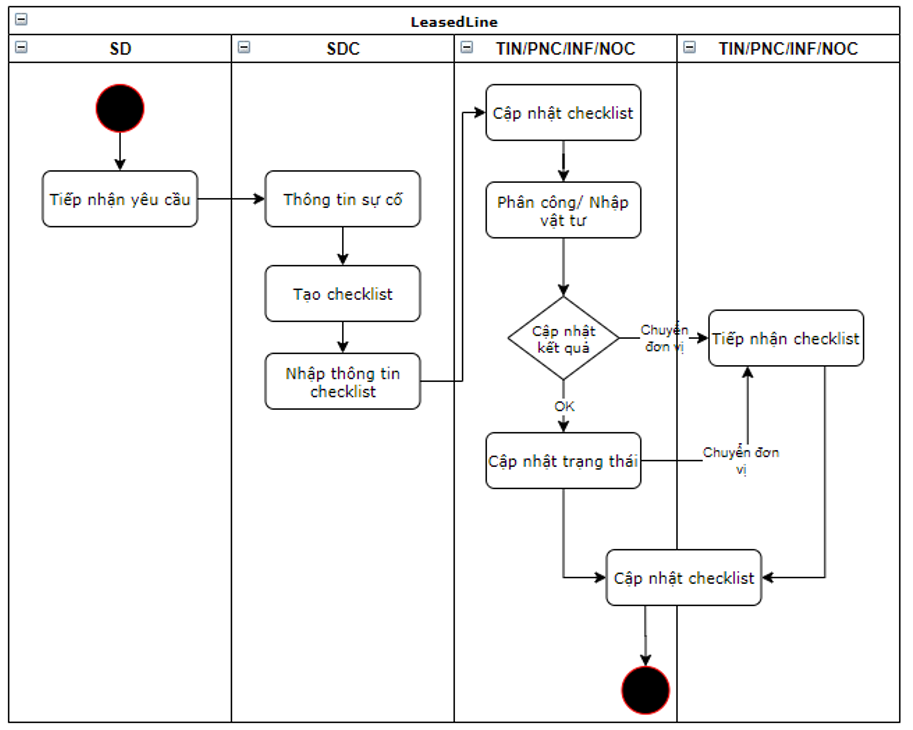 LeasedLine
SD
SDC
TIN/PNC/INF/NOC
TIN/PNC/INF/NOC
Tiếp nhận yêu cầu
Thông tin sự cố
Tạo checklist
Nhập thông tin
checklist
Cập nhật checklist
Phân công/ Nhập
vật tư
Cập nhật
kết quả
Chuyển
đơn vị
Tiếp nhận checklist
OK
Cập nhật trạng thái
Chuyển đơn
vị
Cập nhật checklist